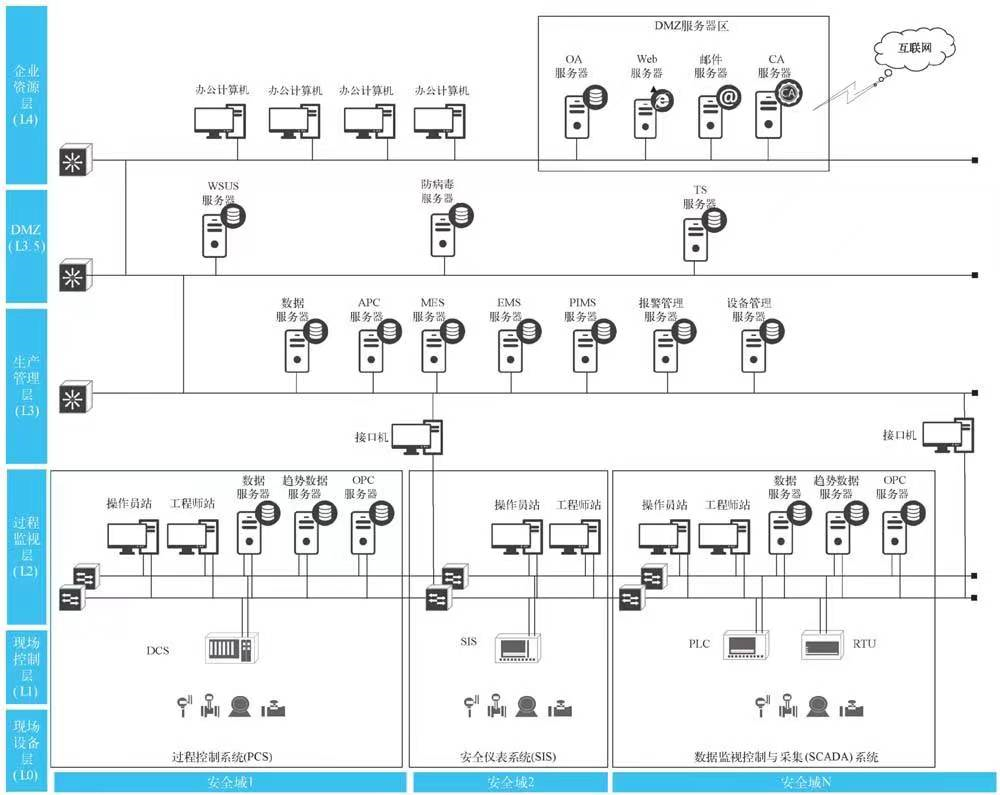 企业
资源
层
(L4)
DMZ服务器区
OA
服务器
Web
服务器
邮件
服务器
CA
服务器
CA
互联网
办公计算机
办公计算机
办公计算机
办公计算机
DMZ
(L3.5)
WSUS
服务器
防病毒
服务器
TS
服务器
生产
管理
层
(L3)
数据
服务器
APC
服务器
MES
服务器
EMS
服务器
PIMS
服务器
报警管理
服务器
设备管理
服务器
接口机
接口机
过程
监视
层
(L2)
操作员站
工程师站
数据
服务器
趋势数据
服务器
OPC
服务器
操作员站
工程师站
操作员站
工程师站
数据
服务器
趋势数据
服务器
OPC
服务器
现场
控制
层
(L1)
DCS
SIS
PLC
RTU
现场
设备
层
(L0)
过程控制系统(PCS)
安全仪表系统(SIS)
数据监视控制与采集(SCADA)系统
安全域1
安全域2
安全域N